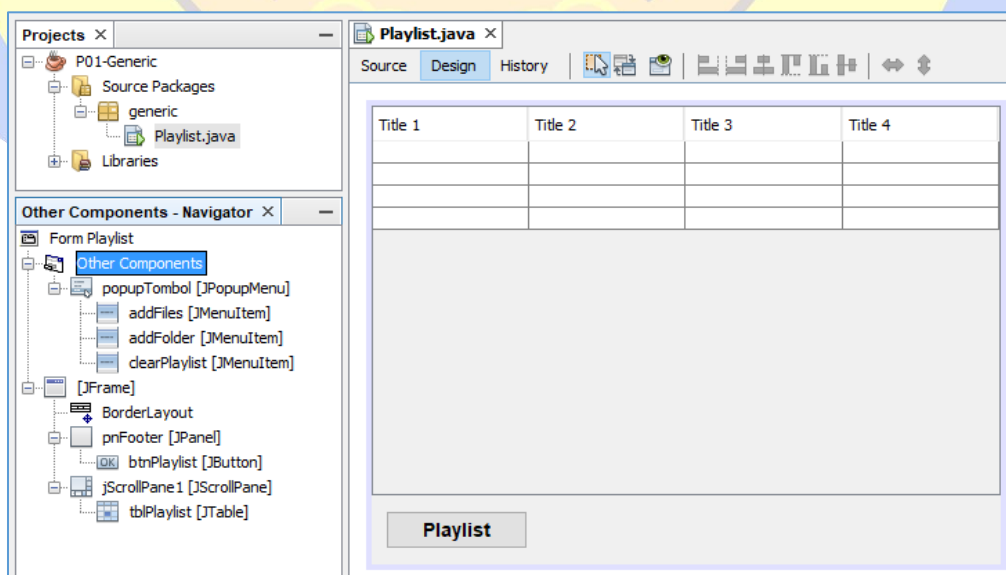 Projects
P01-Generic
Source Packages
generic
Playlist.java
Libraries
Other Components - Navigator
Form Playlist
Other Components
popupTombol [JPopupMenu]
addFiles [JMenuItem]
addFolder [JMenuItem]
clearPlaylist [JMenuItem]
[JFrame]
BorderLayout
pnFooter [JPanel]
OK btnPlaylist [JButton]
jScrollPane1 [JScrollPane]
tblPlaylist [JTable]
Playlist.java
Source Design History
Title 1 Title 2 Title 3 Title 4
Playlist